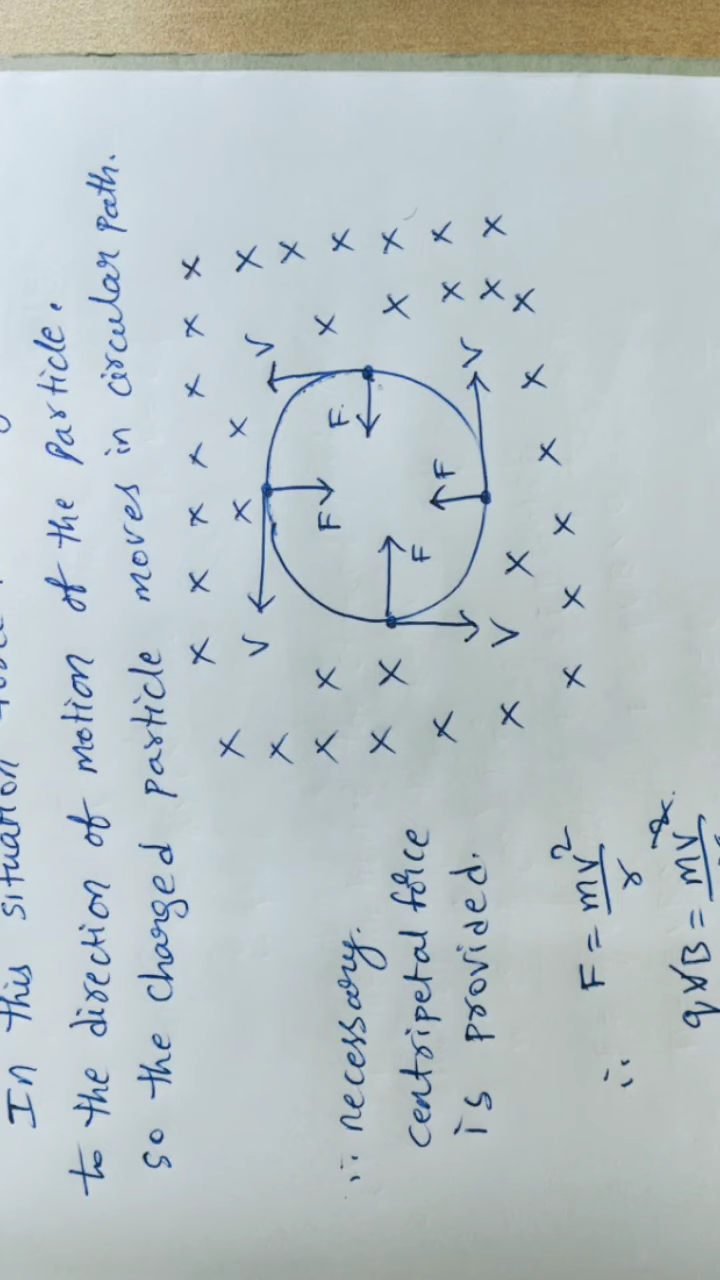 In this situation
to the direction of motion of the particle.
so the charged particle moves in circular path.
x x x x x x x
x x x x x
x x
V F V
F F
x x
F V
V x
x x x x x x
∴ necessary.
centripetal force
is provided.
∴ F = mv²/r
qvB = mv²